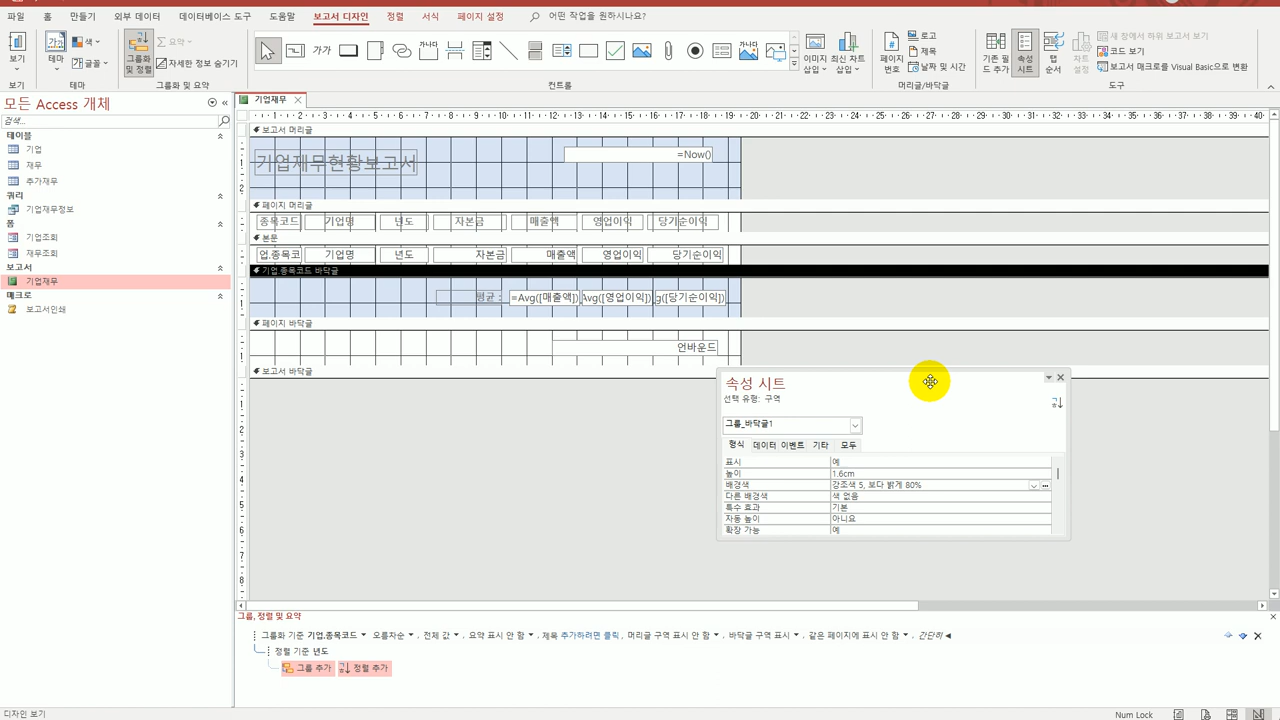 파일 홈 만들기 외부 데이터 데이터베이스 도구 도움말 보고서 디자인 정렬 서식 페이지 설정 어떤 작업을 원하시나요?
보기 테마 색 글꼴 그룹화 및 정렬 요약 자세한 정보 숨기기 가가 가나다 이미지 삽입 최신 차트 삽입 페이지 번호 로고 제목 날짜 및 시간 기존 필드 추가 속성 시트 탭 순서 차트 설정 새 창에서 하위 보고서 보기 코드 보기 보고서 매크로를 Visual Basic으로 변환
보기 테마 그룹화 및 요약 컨트롤 머리글/바닥글 도구
모든 Access 개체
검색...
테이블
기업
재무
추가재무
쿼리
기업재무정보
폼
기업조회
재무조회
보고서
기업재무
매크로
보고서인쇄
기업재무
보고서 머리글
기업재무현황보고서
=Now()
페이지 머리글
종목코드 기업명 년도 자본금 매출액 영업이익 당기순이익
본문
업.종목코 기업명 년도 자본금 매출액 영업이익 당기순이익
기업.종목코드 바닥글
평균 : =Avg([매출액]) Avg([영업이익]) g([당기순이익])
페이지 바닥글
언바운드
보고서 바닥글
속성 시트
선택 유형: 구역
그룹_바닥글1
형식 데이터 이벤트 기타 모두
표시 예
높이 1.6cm
배경색 강조색 5, 보다 밝게 80%
다른 배경색 색 없음
특수 효과 기본
자동 높이 아니요
확장 가능 예
그룹, 정렬 및 요약
그룹화 기준 기업.종목코드 오름차순 , 전체 값 , 요약 표시 안 함 , 제목 추가하려면 클릭, 머리글 구역 표시 안 함 , 바닥글 구역 표시 , 같은 페이지에 표시 안 함 , 간단히
정렬 기준 년도
그룹 추가 정렬 추가
디자인 보기 Num Lock